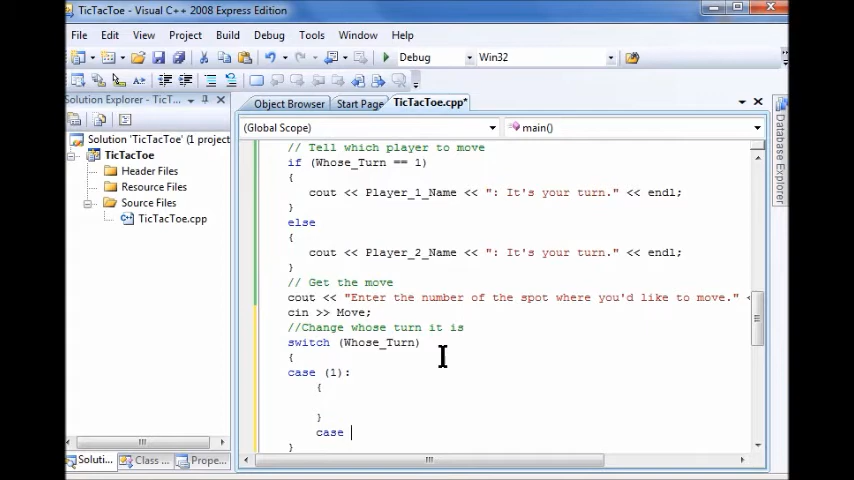 TicTacToe - Visual C++ 2008 Express Edition
File Edit View Project Build Debug Tools Window Help
Debug Win32
Solution Explorer - TicT...
Object Browser Start Page TicTacToe.cpp*
(Global Scope) main()
Solution 'TicTacToe' (1 project
TicTacToe
Header Files
Resource Files
Source Files
TicTacToe.cpp
// Tell which player to move
if (Whose_Turn == 1)
{
cout << Player_1_Name << ": It's your turn." << endl;
}
else
{
cout << Player_2_Name << ": It's your turn." << endl;
}
// Get the move
cout << "Enter the number of the spot where you'd like to move." <
cin >> Move;
//Change whose turn it is
switch (Whose_Turn)
{
case (1):
{
}
case
}
Soluti... Class ... Prope...
Database Explorer